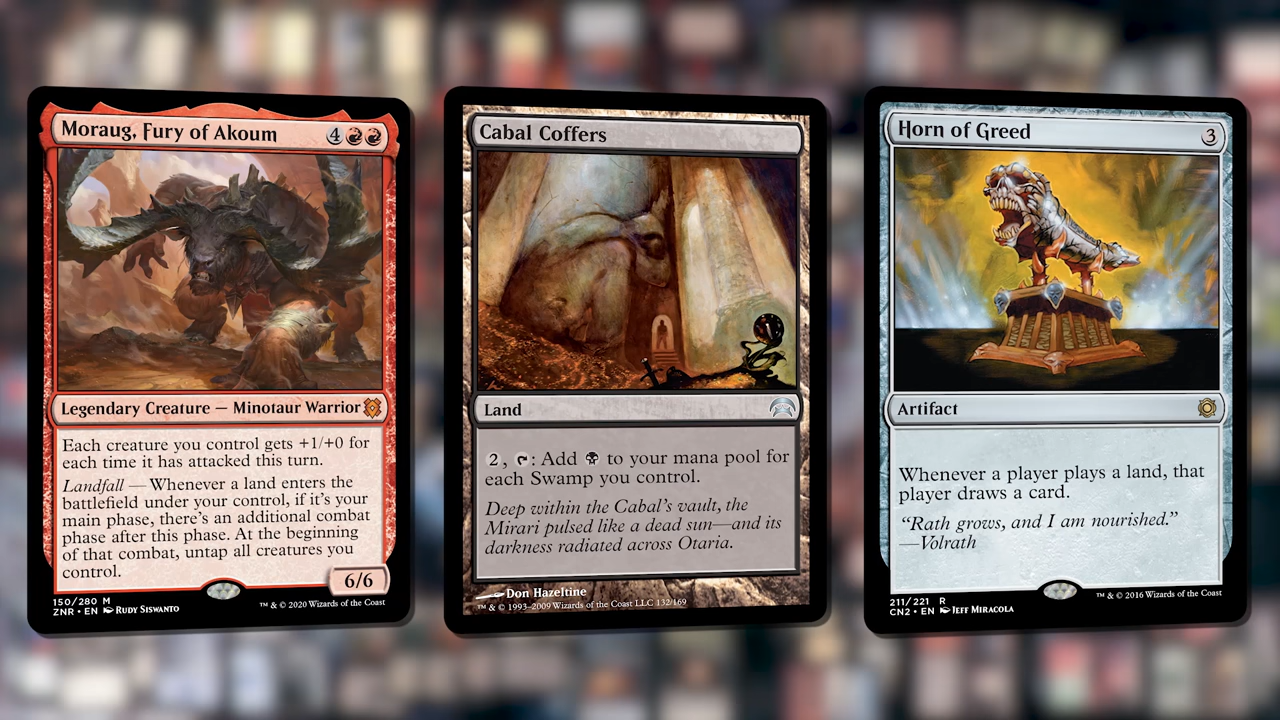 Moraug, Fury of Akoum 4
Legendary Creature — Minotaur Warrior
Each creature you control gets +1/+0 for
each time it has attacked this turn.
Landfall — Whenever a land enters the
battlefield under your control, if it's your
main phase, there's an additional combat
phase after this phase. At the beginning
of that combat, untap all creatures you
control.
6/6
150/280 M
ZNR • EN Rudy Siswanto
™ & © 2020 Wizards of the Coast
Cabal Coffers
Land
2, : Add to your mana pool for
each Swamp you control.
Deep within the Cabal's vault, the
Mirari pulsed like a dead sun—and its
darkness radiated across Otaria.
Don Hazeltine
™ & © 1993–2009 Wizards of the Coast LLC 132/169
Horn of Greed 3
Artifact
Whenever a player plays a land, that
player draws a card.
“Rath grows, and I am nourished.”
—Volrath
211/221 R
CN2 • EN Jeff Miracola
™ & © 2016 Wizards of the Coast